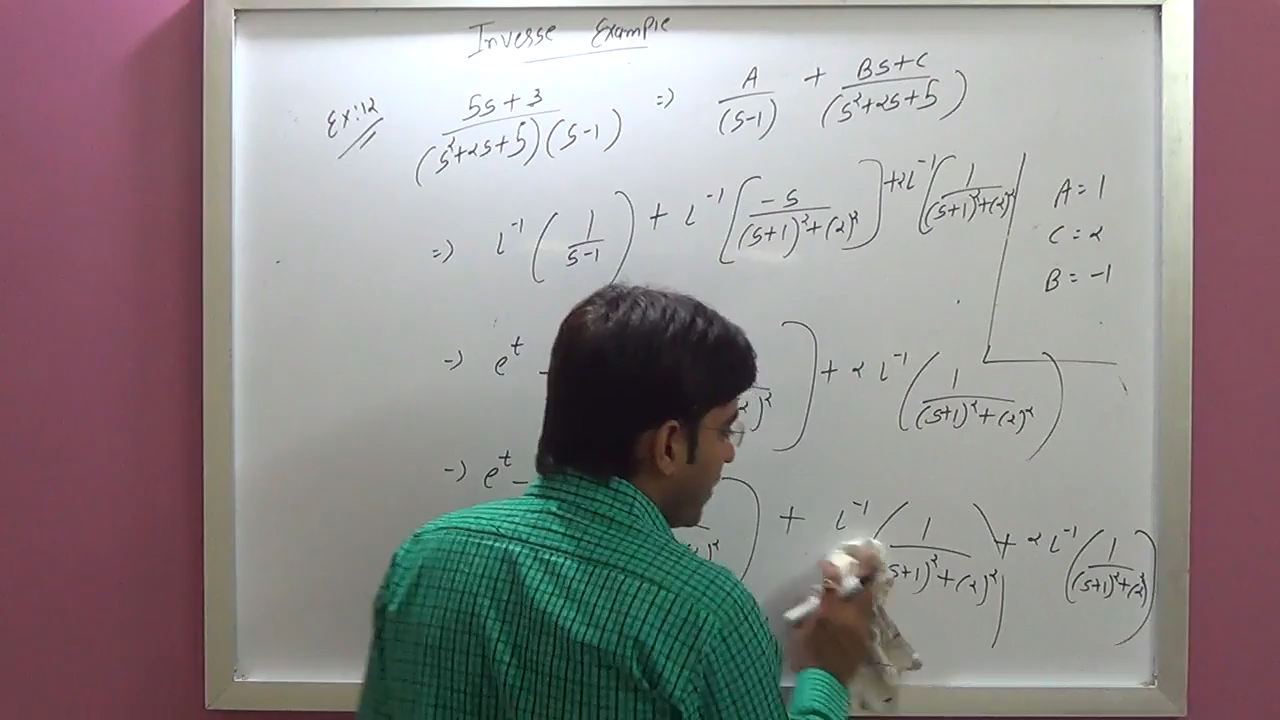 Inverse Example
Ex:12 5s+3 / (s²+2s+5)(s-1) => A / (s-1) + Bs+C / (s²+2s+5)
=> L⁻¹ ( 1 / s-1 ) + L⁻¹ [ -s / (s+1)²+(2)² ] + 2L⁻¹ ( 1 / (s+1)²+(2)² )
A = 1
C = 2
B = -1
-) e^t - )² ) + 2 L⁻¹ ( 1 / (s+1)²+(2)² )
-) e^t - ) + L⁻¹ ( 1 / s+1)²+(2)² ) + 2 L⁻¹ ( 1 / (s+1)²+(2)² )